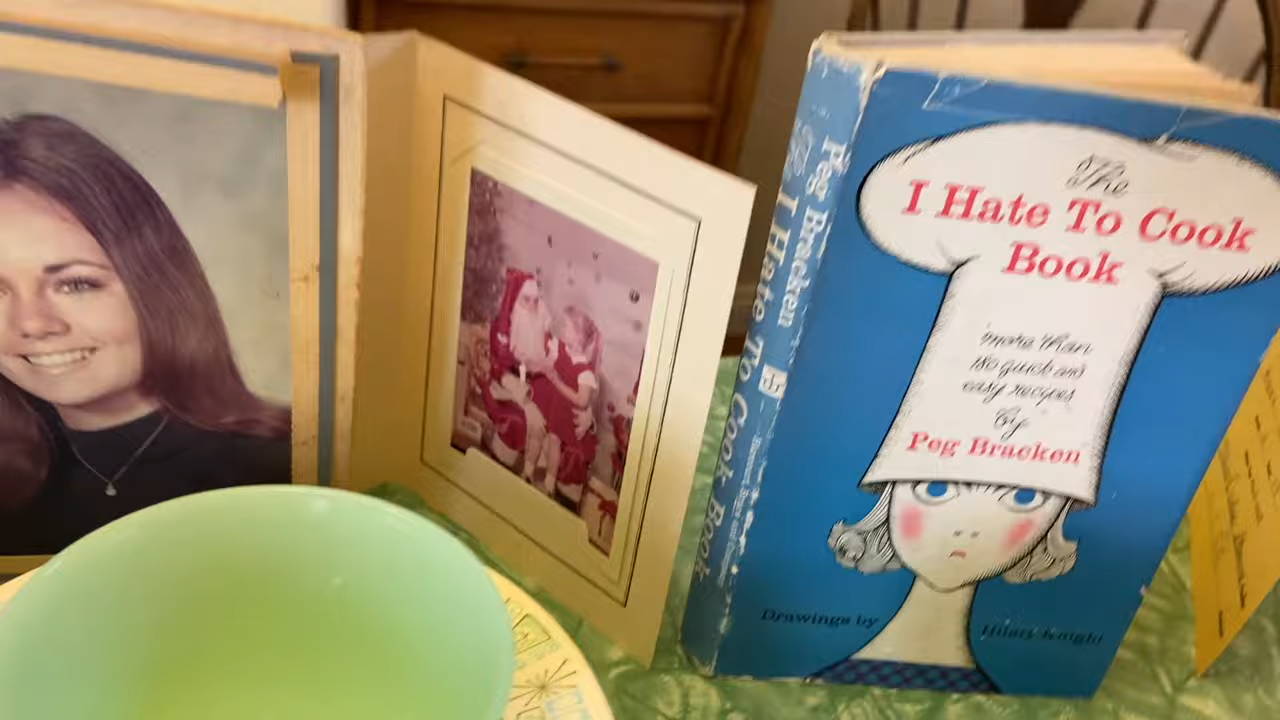 The
I Hate To Cook
Book
more than
180 quick and
easy recipes
by
Peg Bracken
Drawings by
Hilary Knight
Peg Bracken
The I Hate To Cook Book